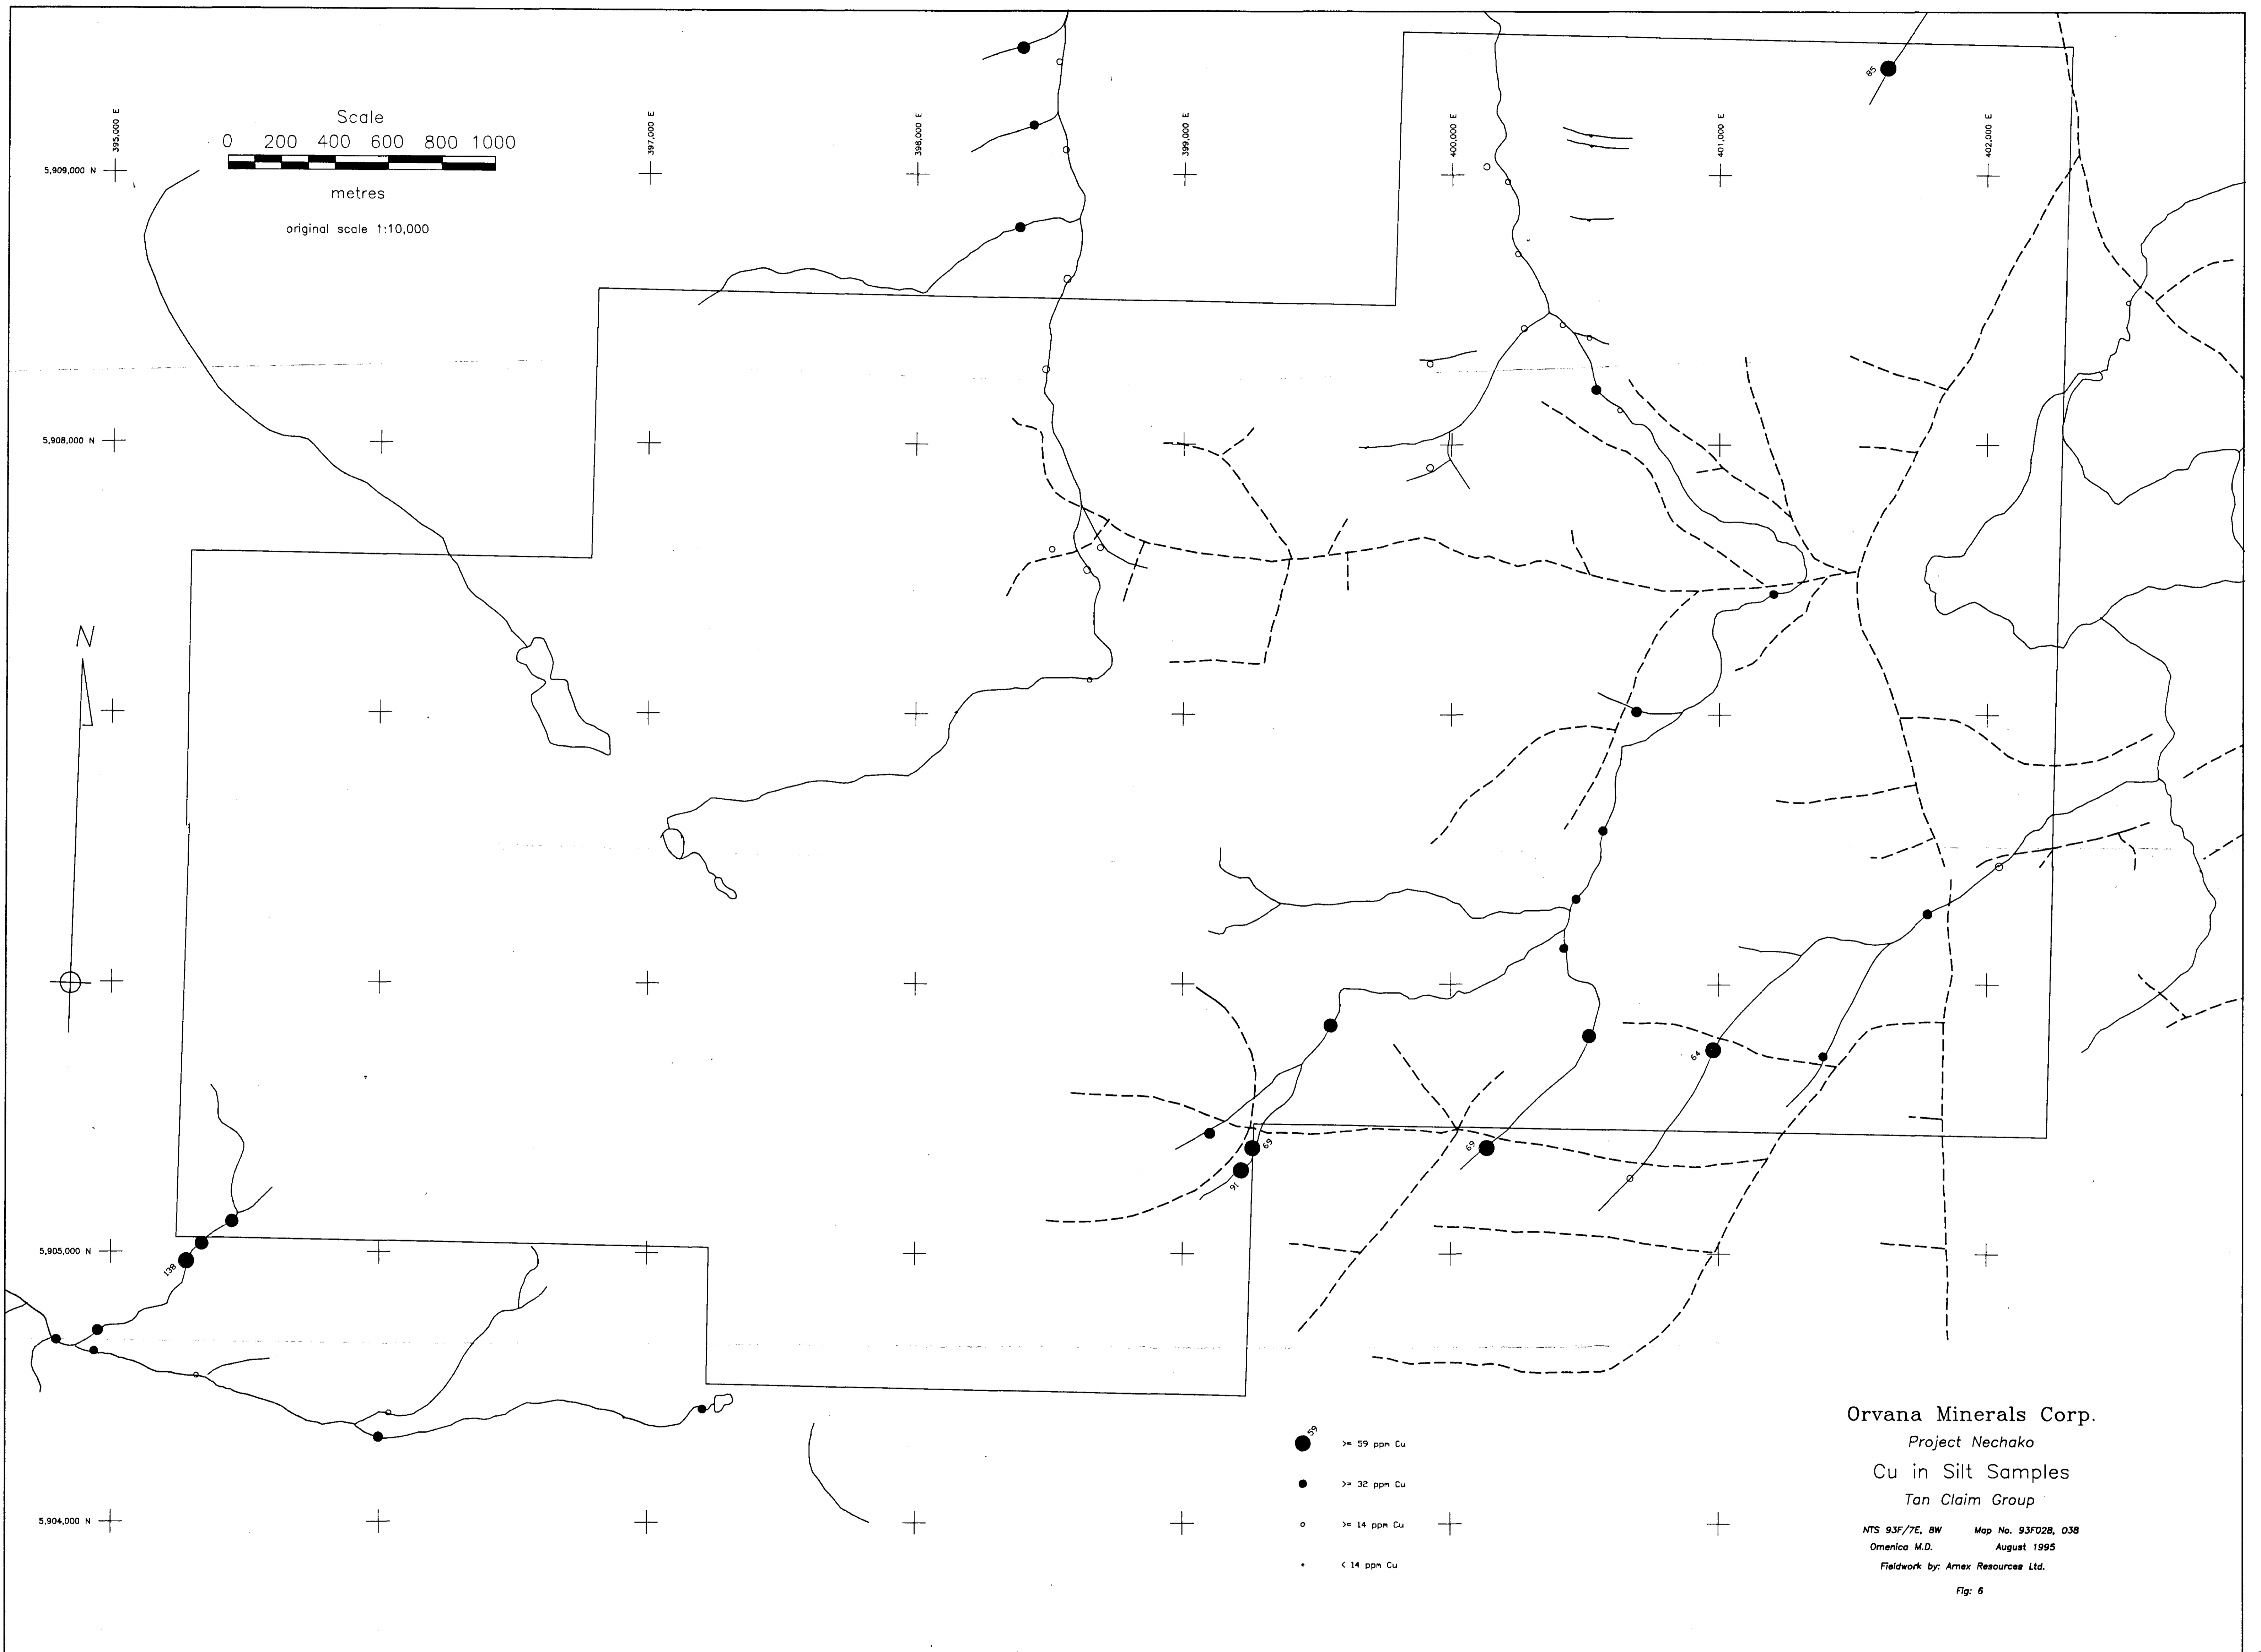 Scale
0 200 400 600 800 1000
metres
original scale 1:10,000
395,000 E
397,000 E
398,000 E
399,000 E
400,000 E
401,000 E
402,000 E
5,909,000 N
5,908,000 N
5,905,000 N
5,904,000 N
N
85
64
69
69
91
138
59
>= 59 ppm Cu
>= 32 ppm Cu
>= 14 ppm Cu
< 14 ppm Cu
Orvana Minerals Corp.
Project Nechako
Cu in Silt Samples
Tan Claim Group
NTS 93F/7E, 8W Map No. 93F028, 038
Omenica M.D. August 1995
Fieldwork by: Arnex Resources Ltd.
Fig: 6